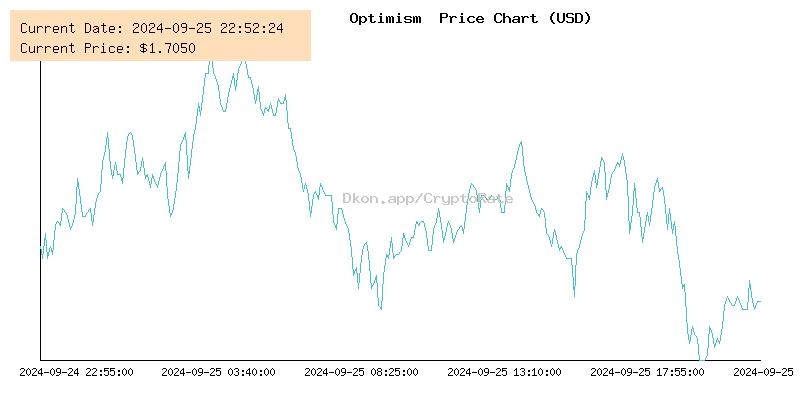 Optimism  Price Chart (USD)
Current Date: 2024-09-25 22:52:24
Current Price: $1.7050
Dkon.app/CryptoRate
2024-09-24 22:55:00 2024-09-25 03:40:00 2024-09-25 08:25:00 2024-09-25 13:10:00 2024-09-25 17:55:00 2024-09-25